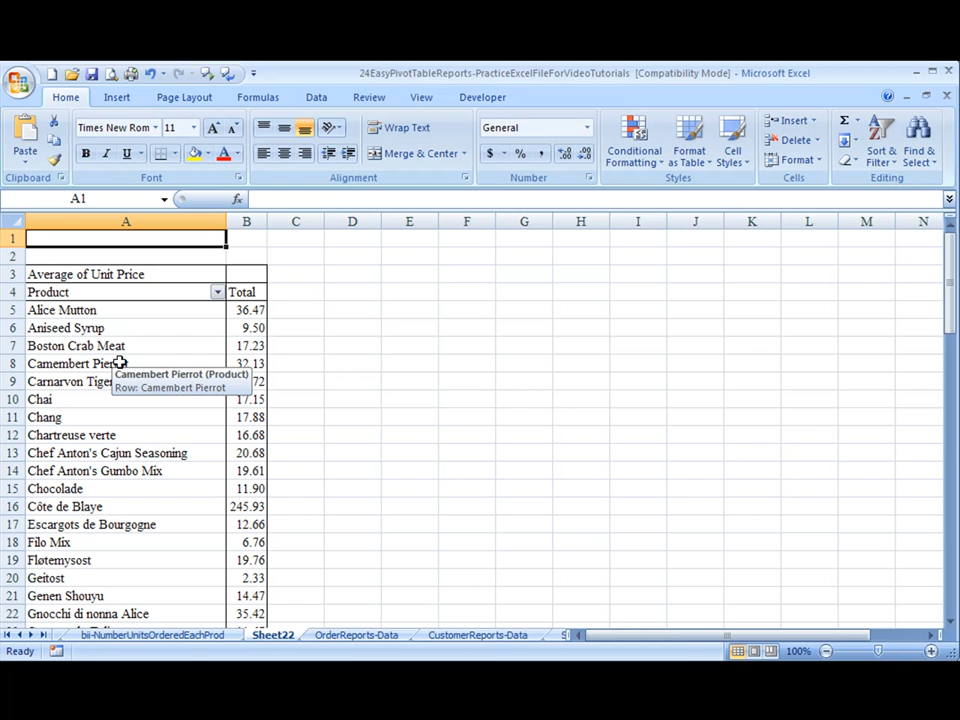 24EasyPivotTableReports-PracticeExcelFileForVideoTutorials [Compatibility Mode] - Microsoft Excel
Home Insert Page Layout Formulas Data Review View Developer
Paste
Times New Rom 11
B I U A
Wrap Text
Merge & Center
General
$ % ,
Conditional Formatting
Format as Table
Cell Styles
Insert
Delete
Format
Σ
Sort & Filter
Find & Select
Clipboard Font Alignment Number Styles Cells Editing
A1 fx
A B C D E F G H I J K L M N
1
2
3 Average of Unit Price
4 Product Total
5 Alice Mutton 36.47
6 Aniseed Syrup 9.50
7 Boston Crab Meat 17.23
8 Camembert Pierrot 32.13
Camembert Pierrot (Product)
Row: Camembert Pierrot
9 Carnarvon Tiger 72
10 Chai 17.15
11 Chang 17.88
12 Chartreuse verte 16.68
13 Chef Anton's Cajun Seasoning 20.68
14 Chef Anton's Gumbo Mix 19.61
15 Chocolade 11.90
16 Côte de Blaye 245.93
17 Escargots de Bourgogne 12.66
18 Filo Mix 6.76
19 Fløtemysost 19.76
20 Geitost 2.33
21 Genen Shouyu 14.47
22 Gnocchi di nonna Alice 35.42
bii-NumberUnitsOrderedEachProd Sheet22 OrderReports-Data CustomerReports-Data
Ready 100%